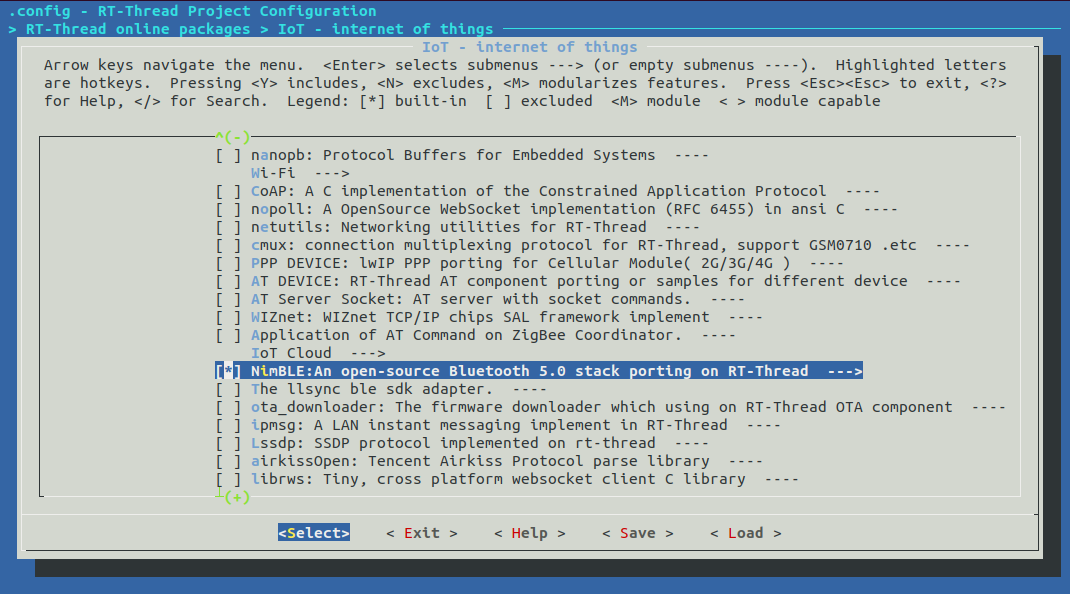 .config - RT-Thread Project Configuration
> RT-Thread online packages > IoT - internet of things
IoT - internet of things
Arrow keys navigate the menu.  <Enter> selects submenus ---> (or empty submenus ----).  Highlighted letters
are hotkeys.  Pressing <Y> includes, <N> excludes, <M> modularizes features.  Press <Esc><Esc> to exit, <?>
for Help, </> for Search.  Legend: [*] built-in  [ ] excluded  <M> module  < > module capable
^(-)
[ ] nanopb: Protocol Buffers for Embedded Systems  ----
Wi-Fi  --->
[ ] CoAP: A C implementation of the Constrained Application Protocol  ----
[ ] nopoll: A OpenSource WebSocket implementation (RFC 6455) in ansi C  ----
[ ] netutils: Networking utilities for RT-Thread  ----
[ ] cmux: connection multiplexing protocol for RT-Thread, support GSM0710 .etc  ----
[ ] PPP DEVICE: lwIP PPP porting for Cellular Module( 2G/3G/4G )  ----
[ ] AT DEVICE: RT-Thread AT component porting or samples for different device  ----
[ ] AT Server Socket: AT server with socket commands.  ----
[ ] WIZnet: WIZnet TCP/IP chips SAL framework implement  ----
[ ] Application of AT Command on ZigBee Coordinator.  ----
IoT Cloud  --->
[*] NimBLE:An open-source Bluetooth 5.0 stack porting on RT-Thread  --->
[ ] The llsync ble sdk adapter.  ----
[ ] ota_downloader: The firmware downloader which using on RT-Thread OTA component  ----
[ ] ipmsg: A LAN instant messaging implement in RT-Thread  ----
[ ] Lssdp: SSDP protocol implemented on rt-thread  ----
[ ] airkissOpen: Tencent Airkiss Protocol parse library  ----
[ ] librws: Tiny, cross platform websocket client C library  ----
(+)
<Select>    < Exit >    < Help >    < Save >    < Load >